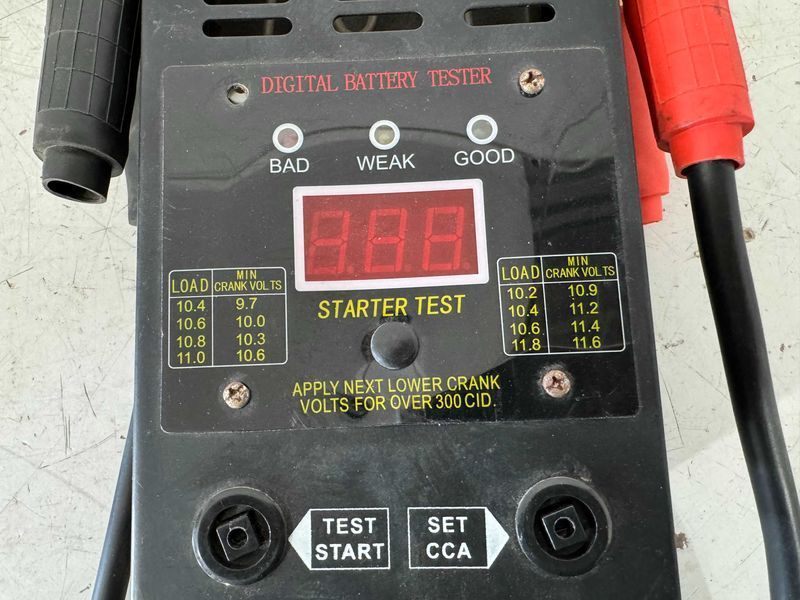 DIGITAL BATTERY TESTER
BAD
WEAK
GOOD
LOAD MIN CRANK VOLTS
10.4 9.7
10.6 10.0
10.8 10.3
11.0 10.6
STARTER TEST
LOAD MIN CRANK VOLTS
10.2 10.9
10.4 11.2
10.6 11.4
11.8 11.6
APPLY NEXT LOWER CRANK
VOLTS FOR OVER 300 CID.
TEST
START
SET
CCA